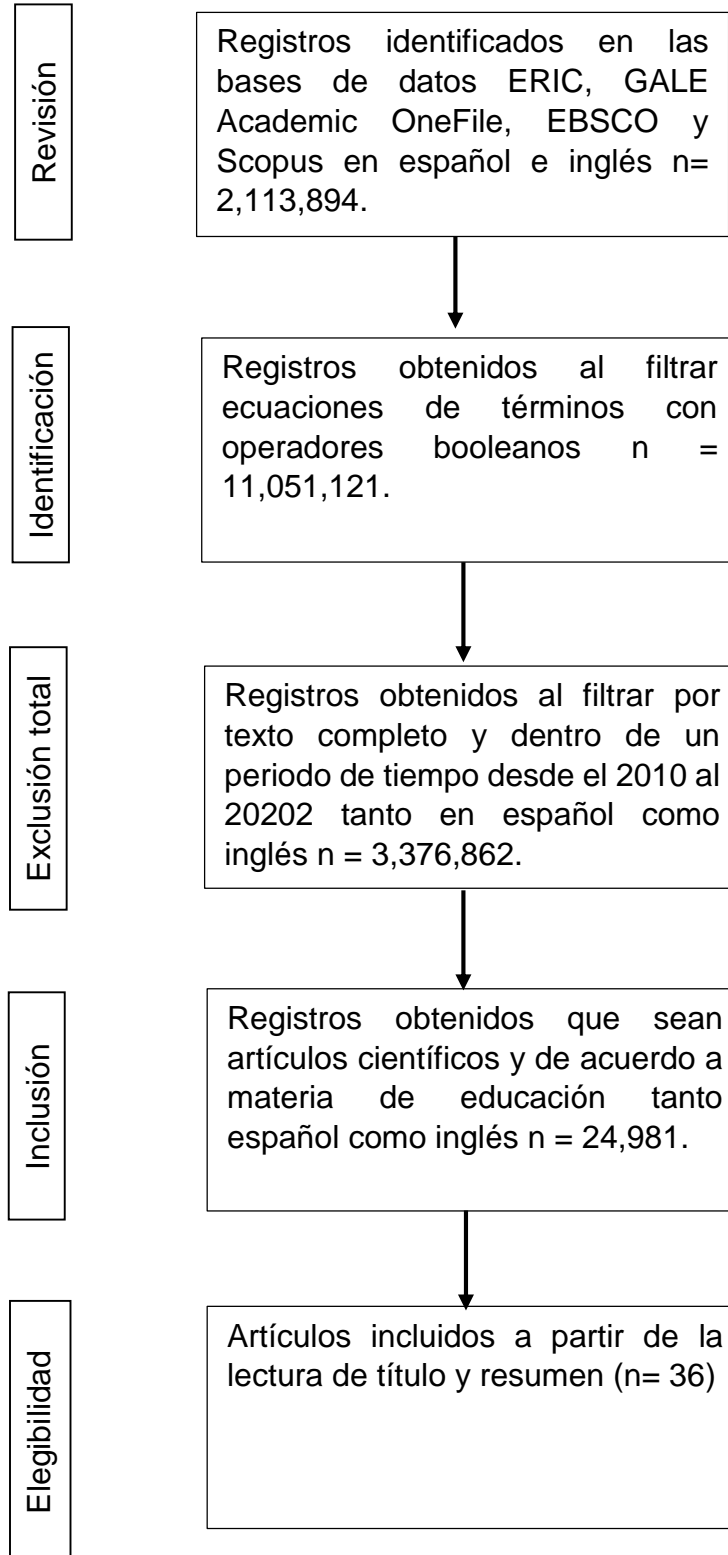 Revisión
Registros identificados en las
bases de datos ERIC, GALE
Academic OneFile, EBSCO y
Scopus en español e inglés n=
2,113,894.
Identificación
Registros obtenidos al filtrar
ecuaciones de términos con
operadores booleanos n =
11,051,121.
Exclusión total
Registros obtenidos al filtrar por
texto completo y dentro de un
periodo de tiempo desde el 2010 al
20202 tanto en español como
inglés n = 3,376,862.
Inclusión
Registros obtenidos que sean
artículos científicos y de acuerdo a
materia de educación tanto
español como inglés n = 24,981.
Elegibilidad
Artículos incluidos a partir de la
lectura de título y resumen (n= 36)